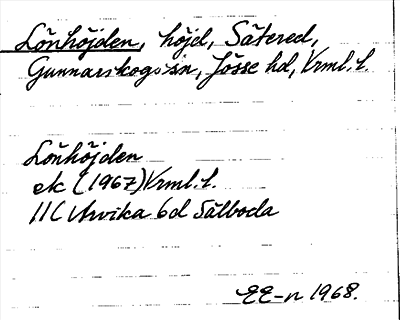 Lönhöjden, höjd, Sätered,
Gunnarskogs sn, Jösse hd, Vrml. l.
Lönhöjden
ek (1967) Vrml. l.
11C Arvika 6d Sälboda
EE-n 1968.